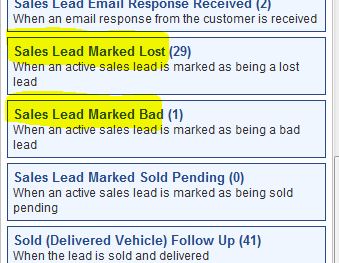 Sales Lead Email Response Received (2)
When an email response from the customer is received
Sales Lead Marked Lost (29)
When an active sales lead is marked as being a lost
lead
Sales Lead Marked Bad (1)
When an active sales lead is marked as being a bad
lead
Sales Lead Marked Sold Pending (0)
When an active sales lead is marked as being sold
pending
Sold (Delivered Vehicle) Follow Up (41)
When the lead is sold and delivered